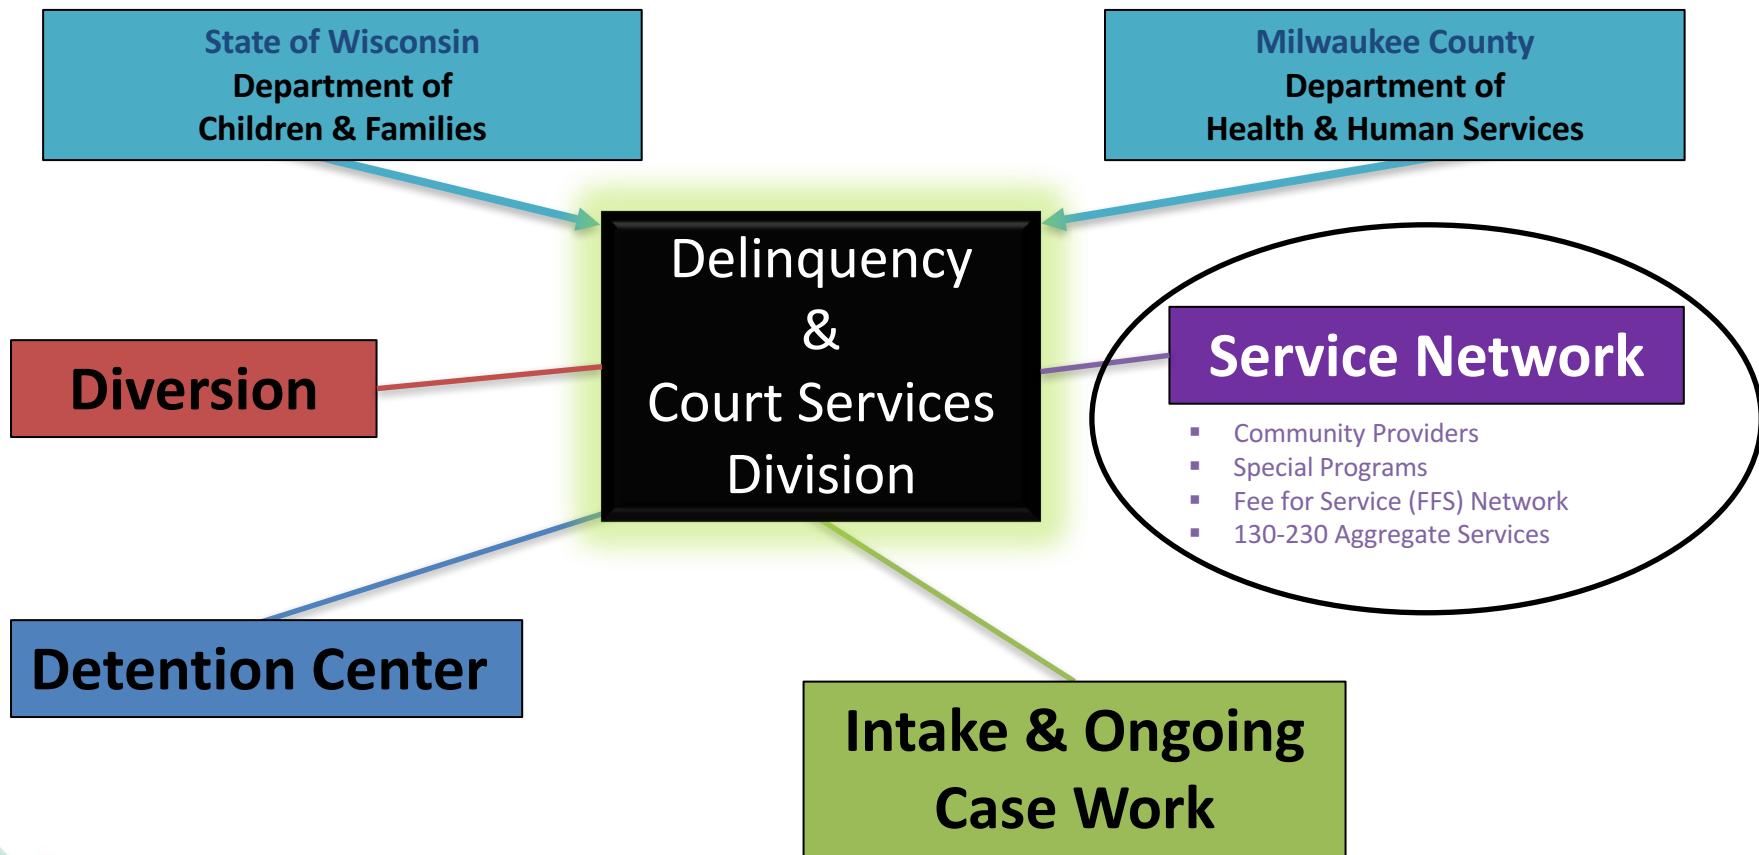 State of Wisconsin
Department of
Children & Families
Milwaukee County
Department of
Health & Human Services
Delinquency
&
Court Services
Division
Diversion
Service Network
▪ Community Providers
▪ Special Programs
▪ Fee for Service (FFS) Network
▪ 130-230 Aggregate Services
Detention Center
Intake & Ongoing
Case Work